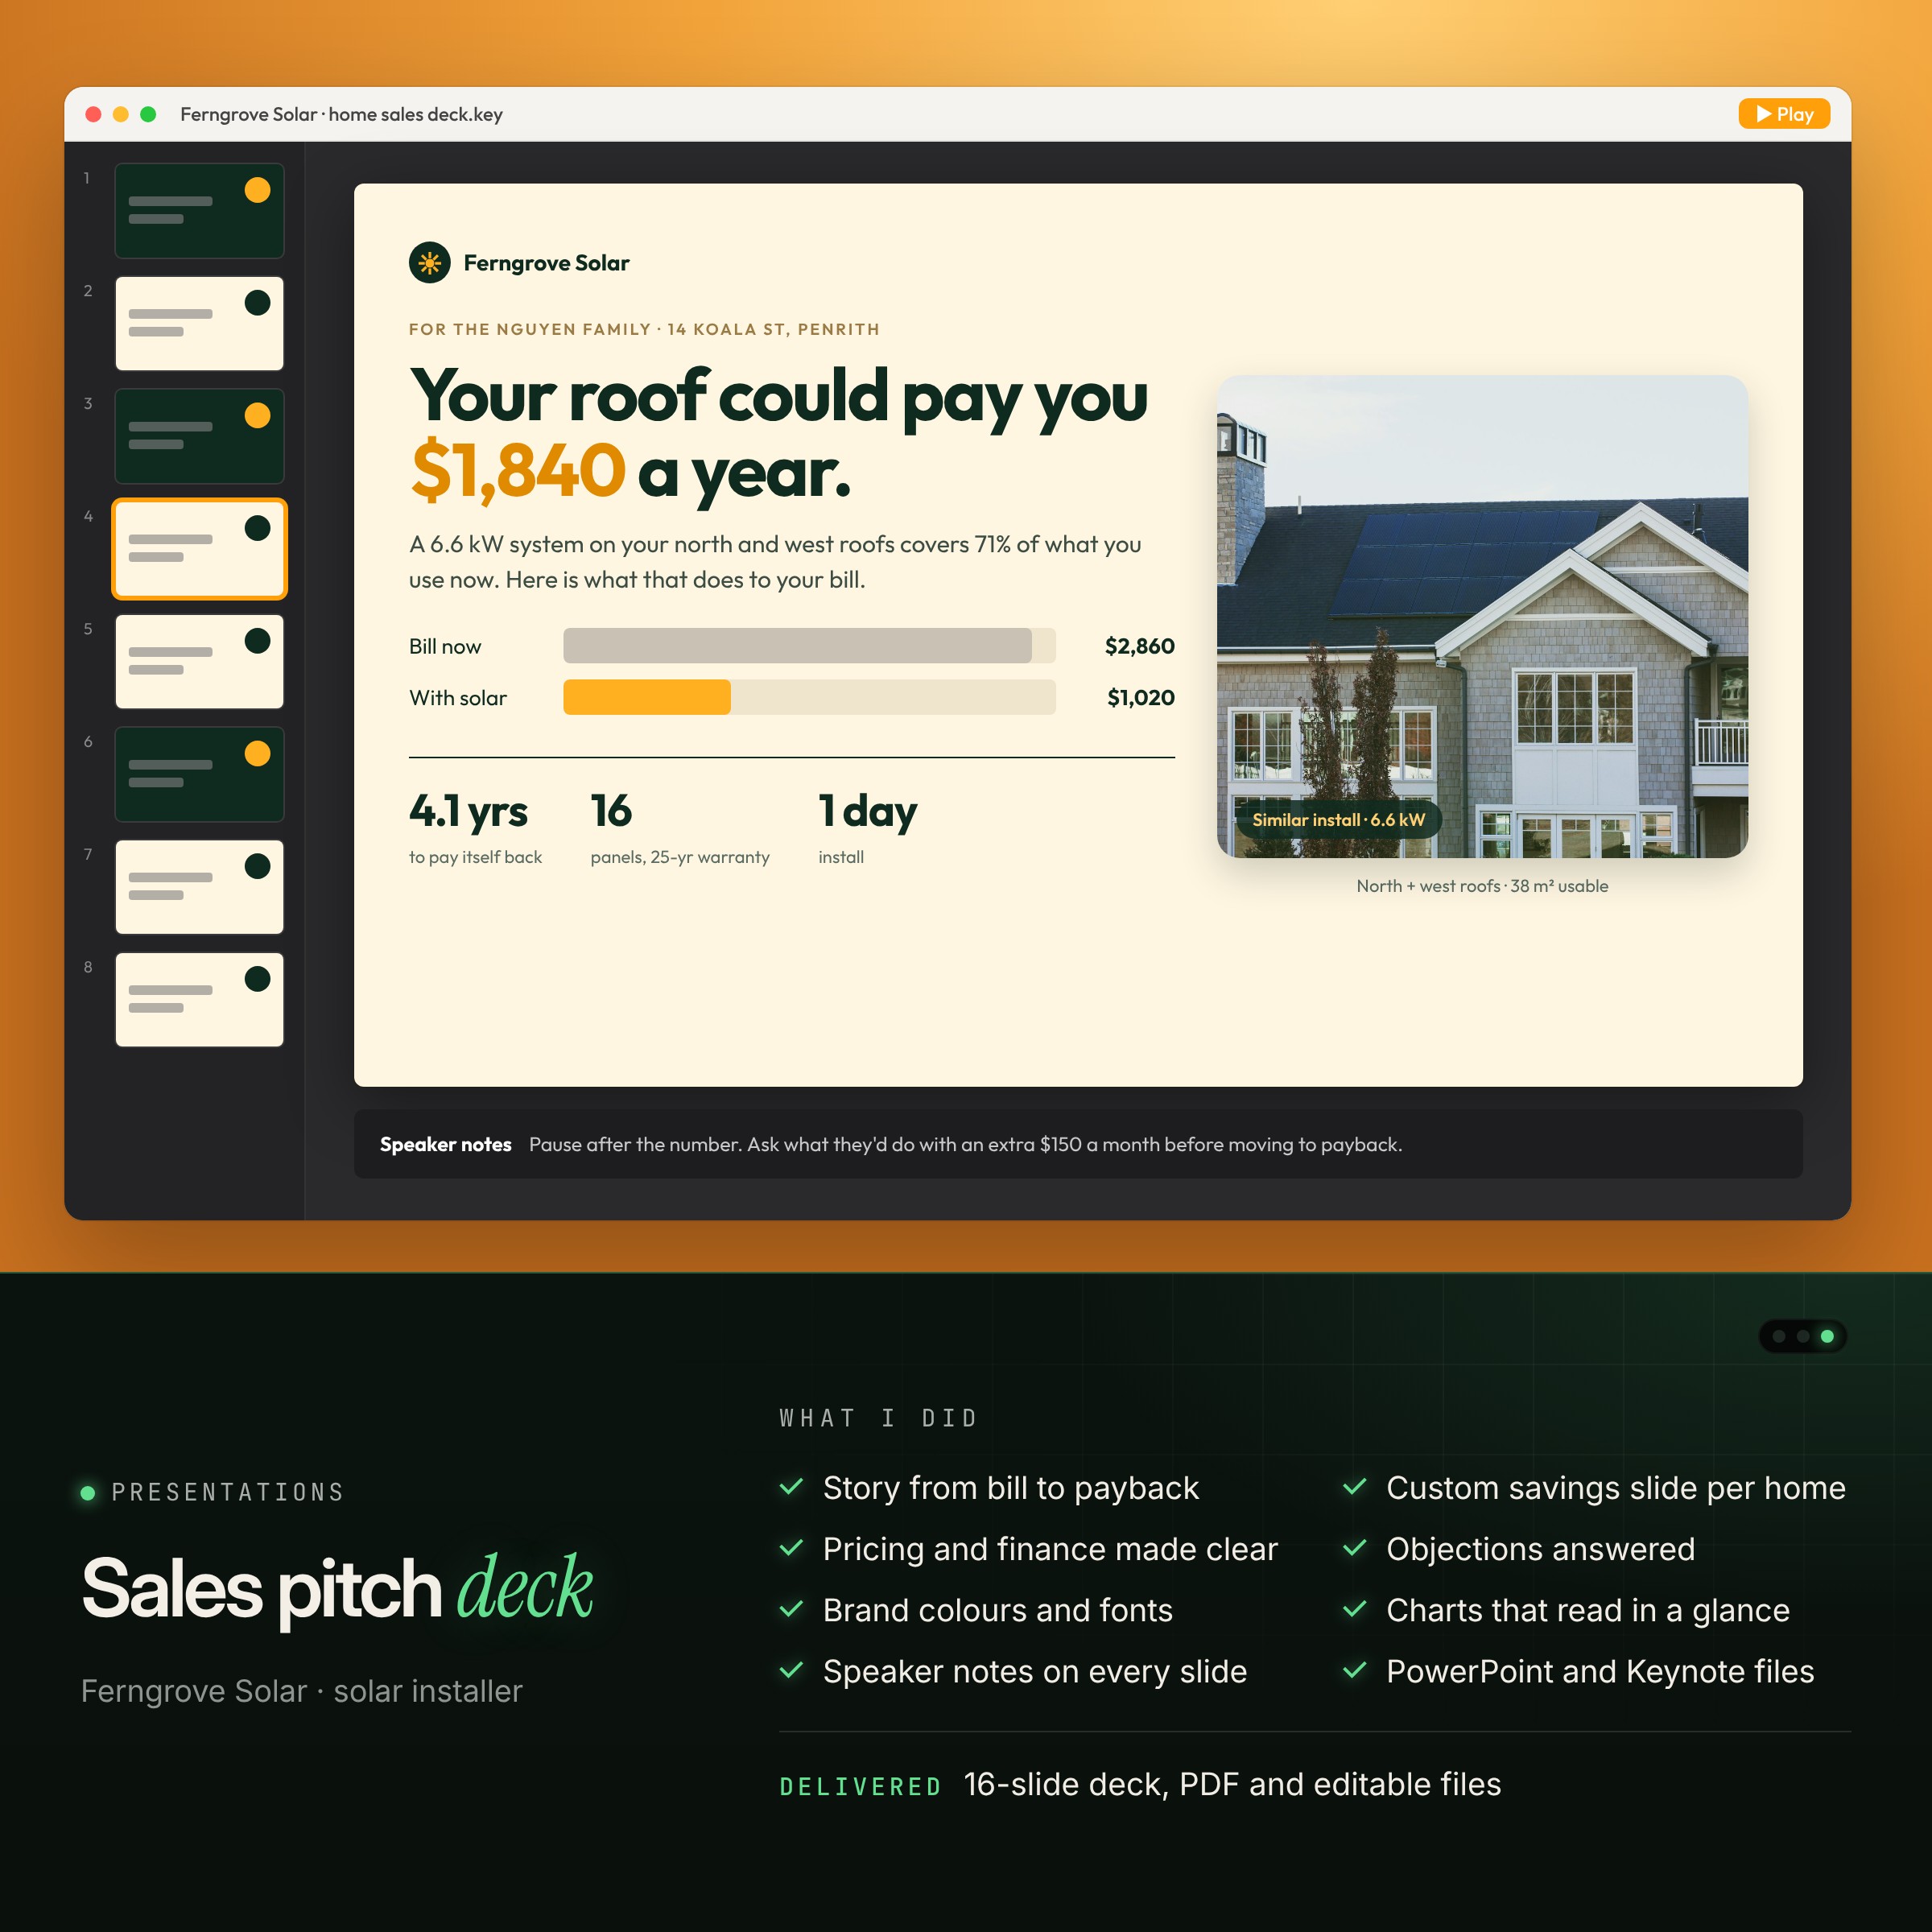 Ferngrove Solar · home sales deck.key
Play
1
2
3
4
5
6
7
8
Ferngrove Solar
FOR THE NGUYEN FAMILY · 14 KOALA ST, PENRITH
Your roof could pay you
$1,840 a year.
A 6.6 kW system on your north and west roofs covers 71% of what you
use now. Here is what that does to your bill.
Bill now $2,860
With solar $1,020
4.1 yrs
to pay itself back
16
panels, 25-yr warranty
1 day
install
Similar install · 6.6 kW
North + west roofs · 38 m² usable
Speaker notes Pause after the number. Ask what they'd do with an extra $150 a month before moving to payback.
PRESENTATIONS
Sales pitch deck
Ferngrove Solar · solar installer
WHAT I DID
Story from bill to payback
Custom savings slide per home
Pricing and finance made clear
Objections answered
Brand colours and fonts
Charts that read in a glance
Speaker notes on every slide
PowerPoint and Keynote files
DELIVERED 16-slide deck, PDF and editable files